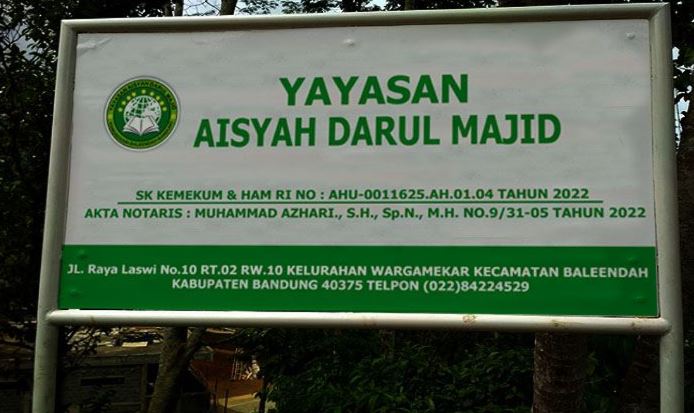 YAYASAN
AISYAH DARUL MAJID
SK KEMEKUM & HAM RI NO : AHU-0011625.AH.01.04 TAHUN 2022
AKTA NOTARIS : MUHAMMAD AZHARI., S.H., Sp.N., M.H. NO.9/31-05 TAHUN 2022
JL. Raya Laswi No.10 RT.02 RW.10 KELURAHAN WARGAMEKAR KECAMATAN BALEENDAH
KABUPATEN BANDUNG 40375 TELPON (022)84224529